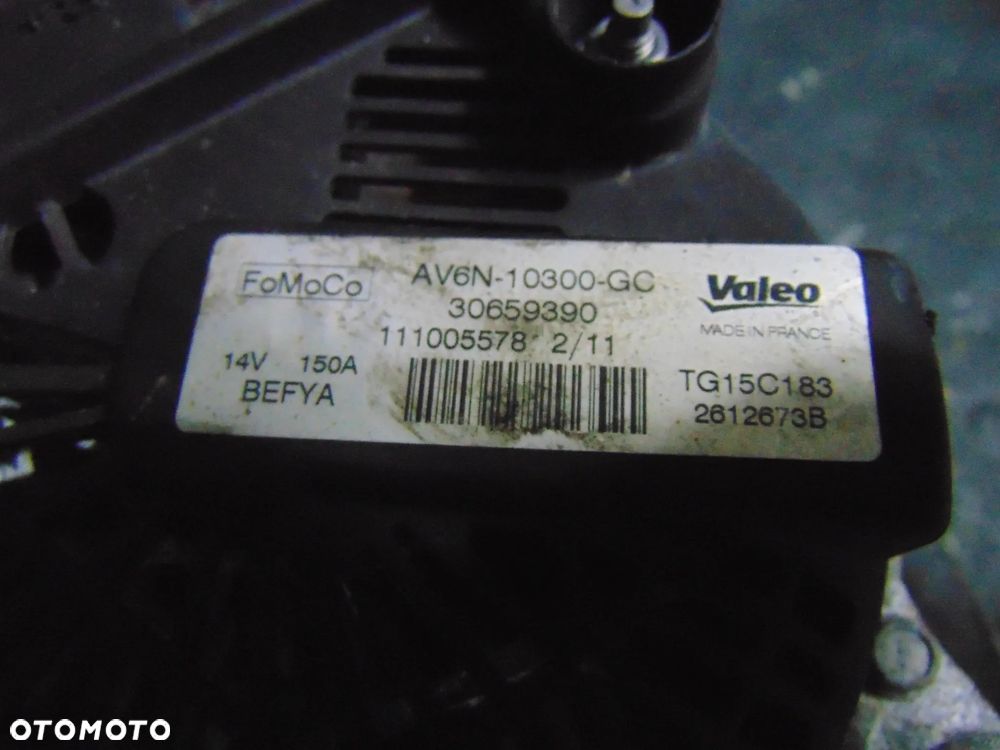 FoMoCo
AV6N-10300-GC
30659390
111005578 2/11
Valeo
MADE IN FRANCE
14V 150A
BEFYA
TG15C183
2612673B
OTOMOTO